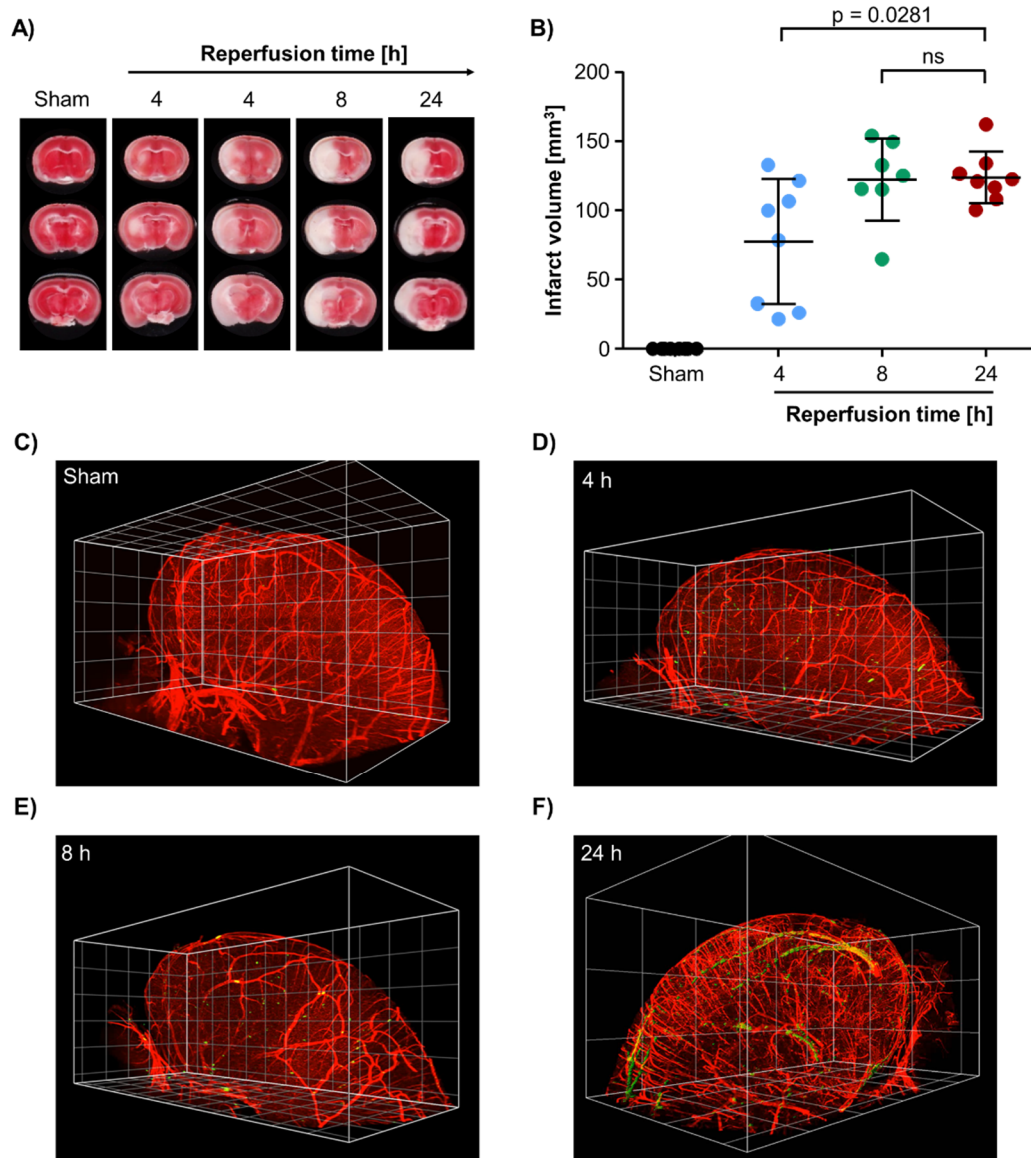 A)
Reperfusion time [h]
Sham 4 4 8 24
B)
p = 0.0281
ns
Infarct volume [mm³]
200
150
100
50
0
Sham 4 8 24
Reperfusion time [h]
C)
Sham
D)
4 h
E)
8 h
F)
24 h